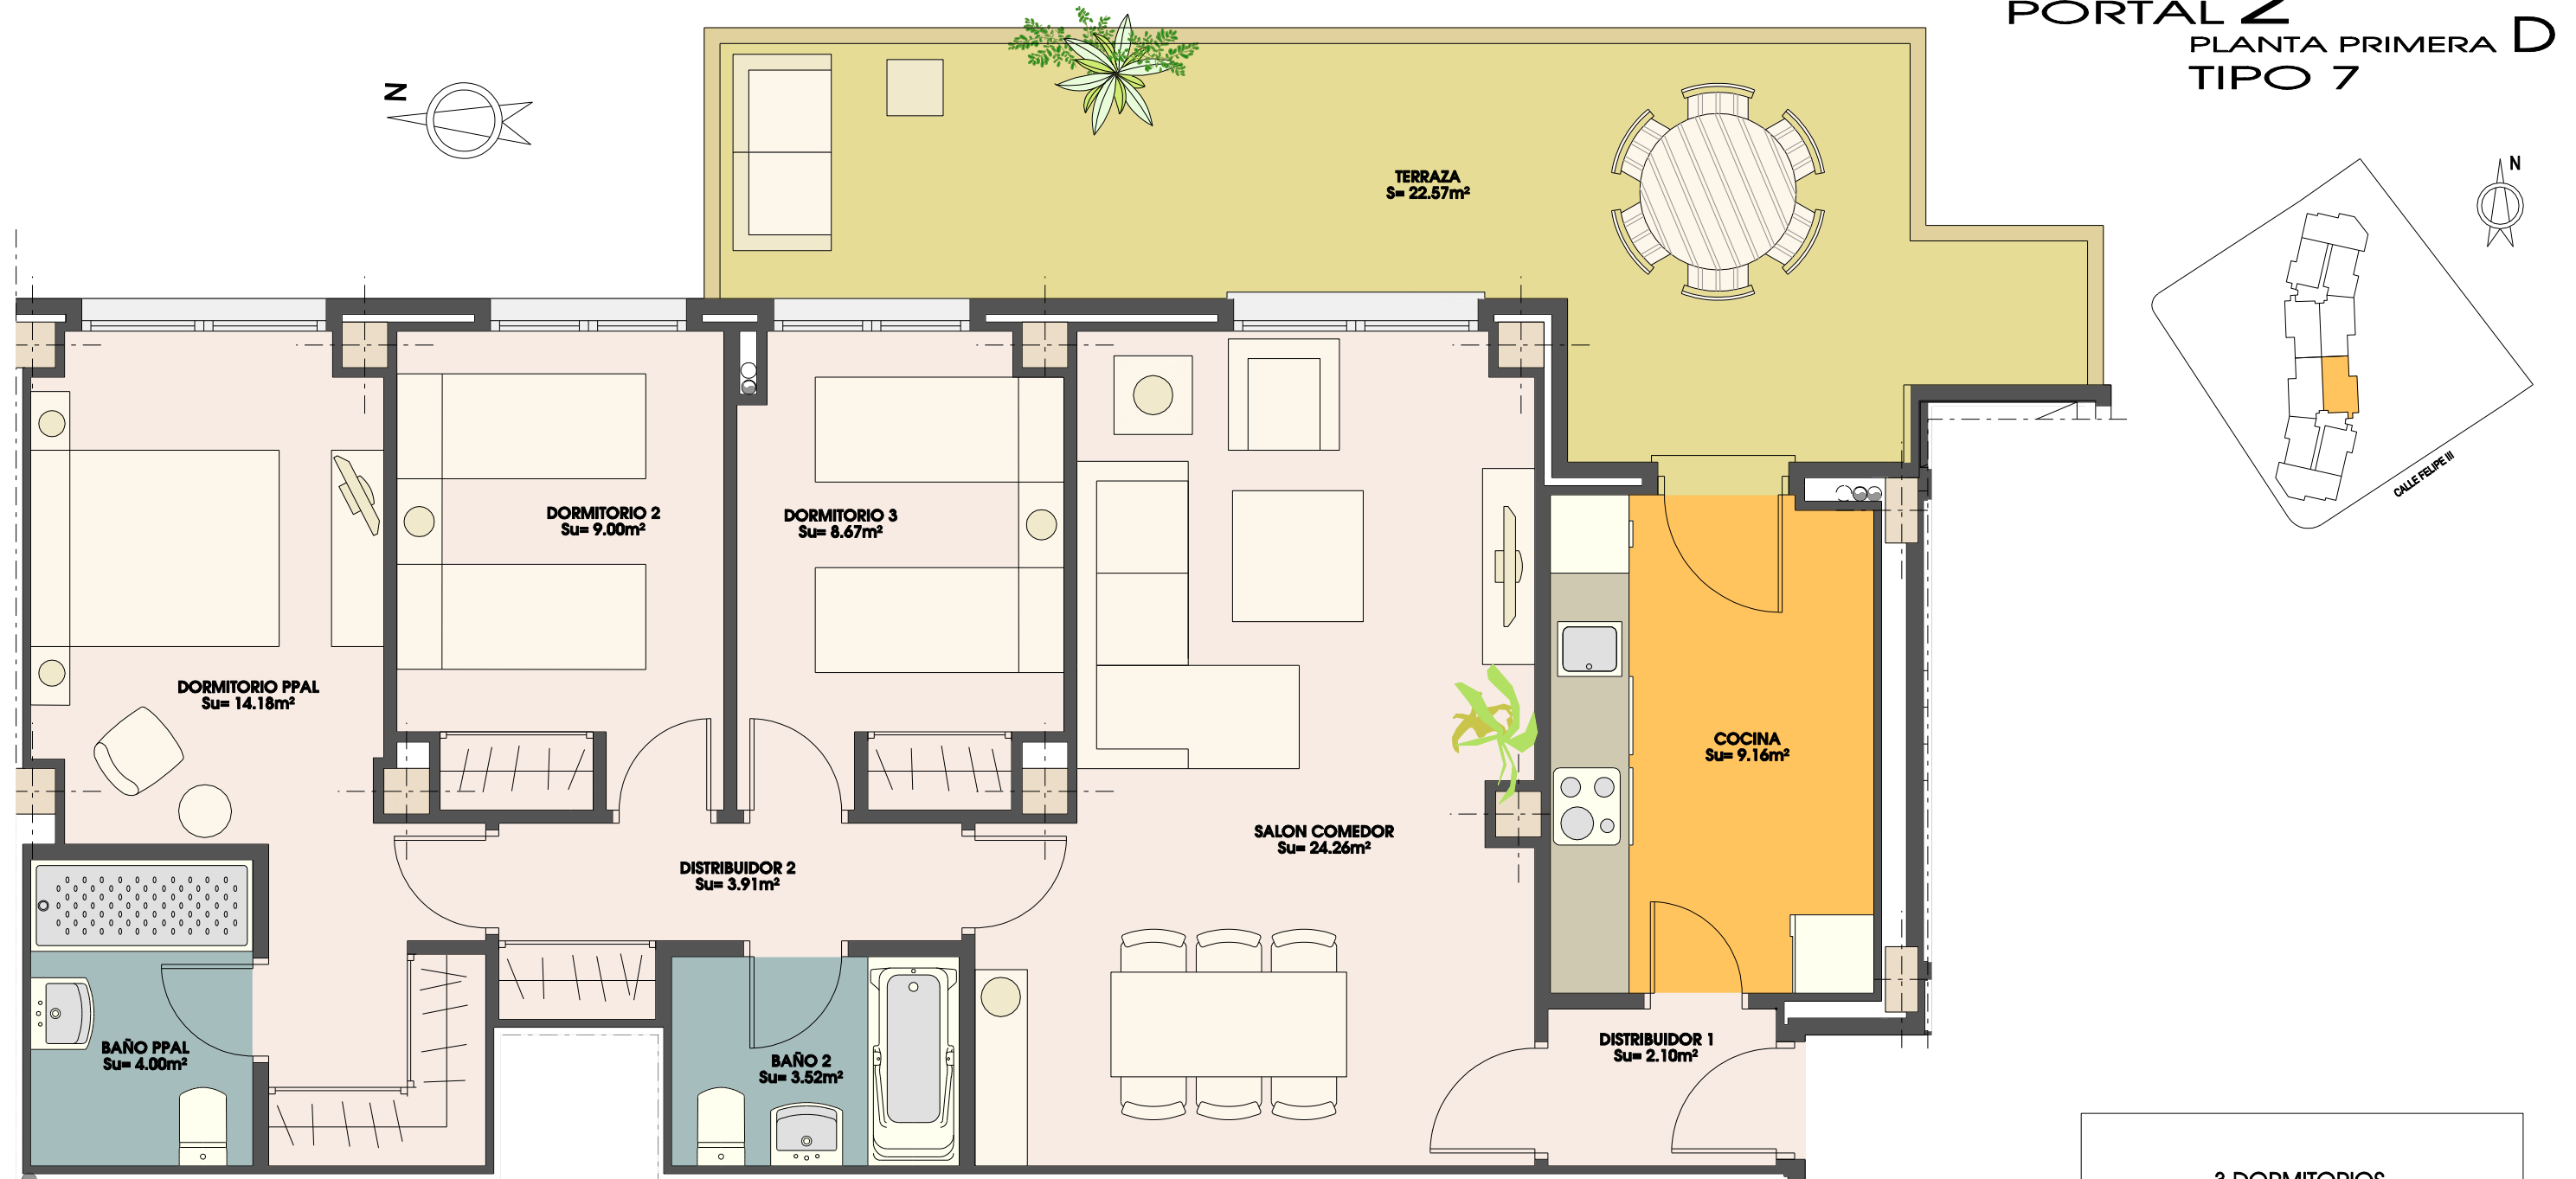 PORTAL 2
PLANTA PRIMERA D
TIPO 7
N
N
TERRAZA
S= 22.57m²
CALLE FELIPE III
DORMITORIO 2
Su= 9.00m²
DORMITORIO 3
Su= 8.67m²
DORMITORIO PPAL
Su= 14.18m²
COCINA
Su= 9.16m²
SALON COMEDOR
Su= 24.26m²
DISTRIBUIDOR 2
Su= 3.91m²
BAÑO PPAL
Su= 4.00m²
BAÑO 2
Su= 3.52m²
DISTRIBUIDOR 1
Su= 2.10m²
3 DORMITORIOS